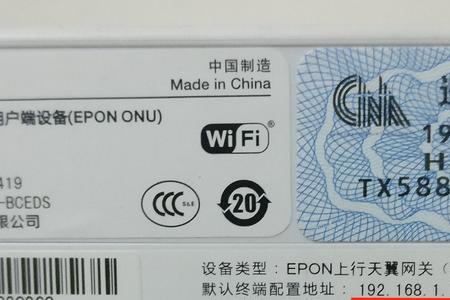 中国制造
Made in China
用户端设备(EPON ONU)
WiFi®
CNA
19
H
TX588
419
-BCEDS
限公司
CCC S&E
20
设备类型: EPON上行天翼网关(
默认终端配置地址: 192.168.1.